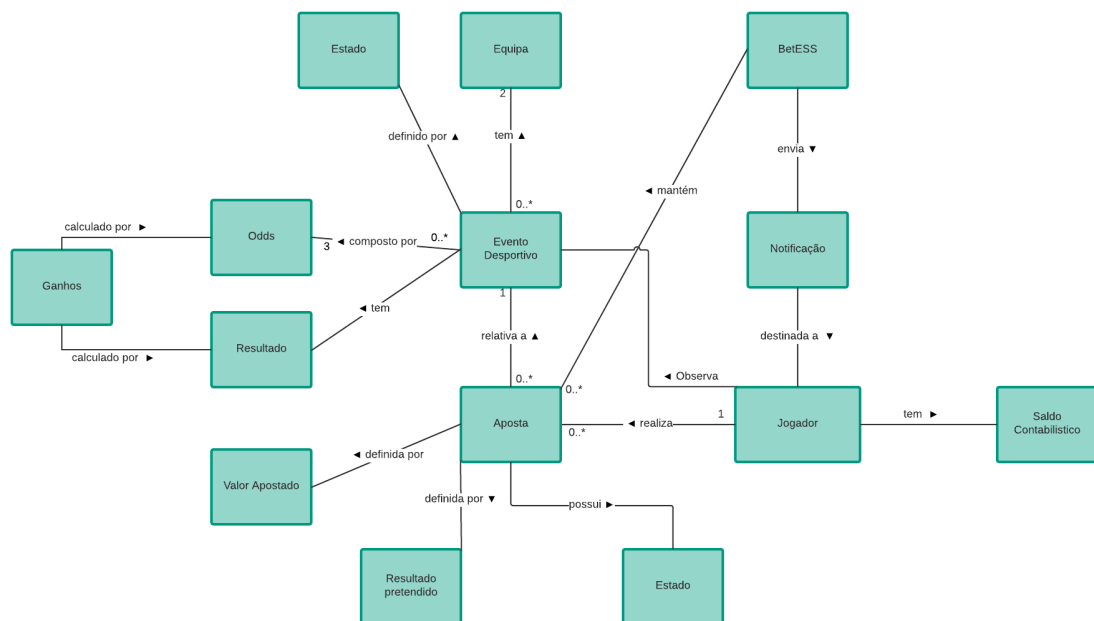 Estado
Equipa
BetESS
2
definido por ▲
tem ▲
envia ▼
◄ mantém
calculado por ►
Odds
3
◄ composto por
0..*
0..*
Evento
Desportivo
Notificação
Ganhos
1
◄ tem
calculado por ►
Resultado
relativa a ▲
destinada a ▼
◄ Observa
0..*
0..*
Aposta
0..*
◄ realiza
1
Jogador
tem ►
Saldo
Contabilistico
◄ definida por
Valor Apostado
definida por ▼
possui ►
Resultado
pretendido
Estado